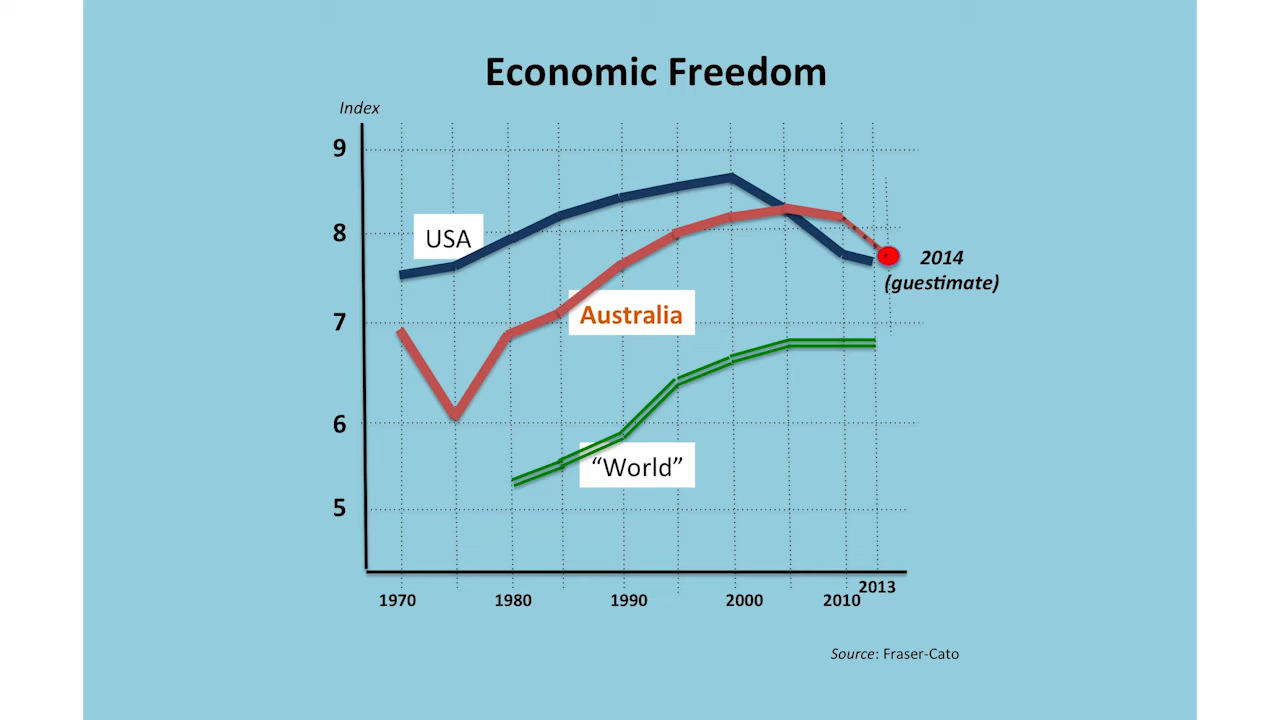 Economic Freedom
Index
9
8
7
6
5
USA
Australia
“World”
2014
(guestimate)
1970 1980 1990 2000 2010 2013
Source: Fraser-Cato